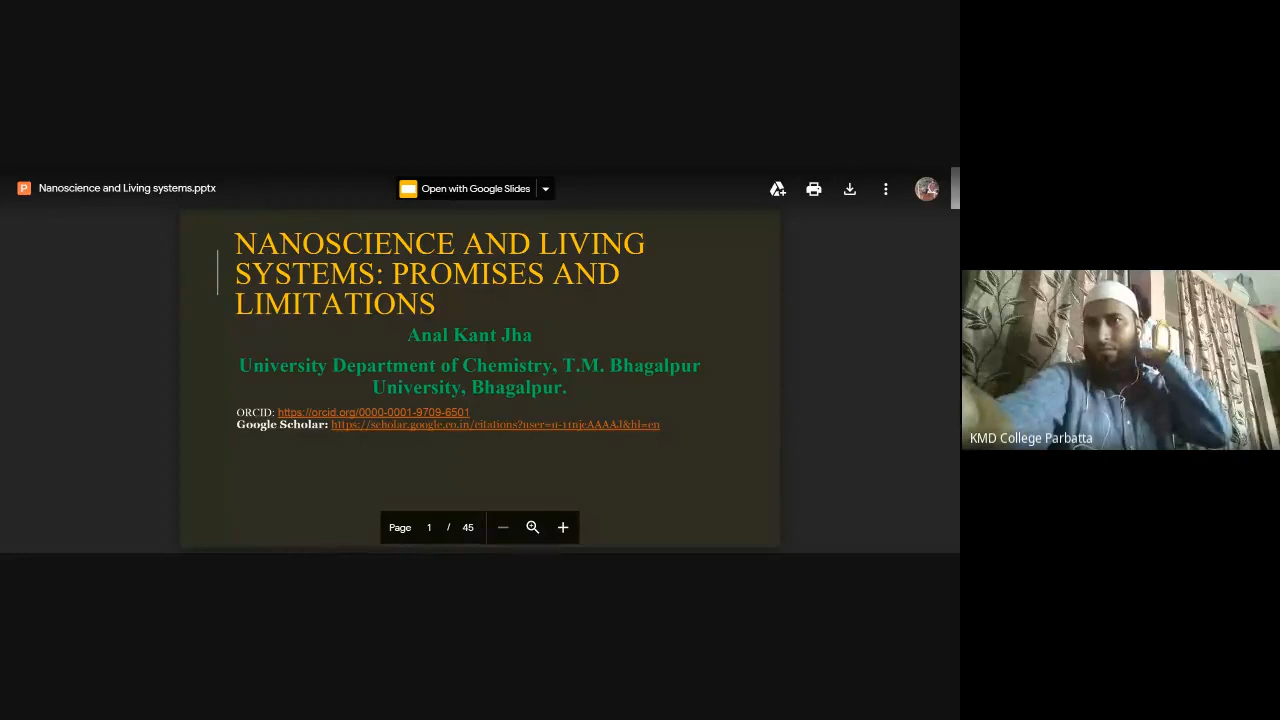 P Nanoscience and Living systems.pptx
Open with Google Slides
NANOSCIENCE AND LIVING
SYSTEMS: PROMISES AND
LIMITATIONS
Anal Kant Jha
University Department of Chemistry, T.M. Bhagalpur
University, Bhagalpur.
ORCID: https://orcid.org/0000-0001-9709-6501
Google Scholar:
Page 1 / 45
KMD College Parbatta